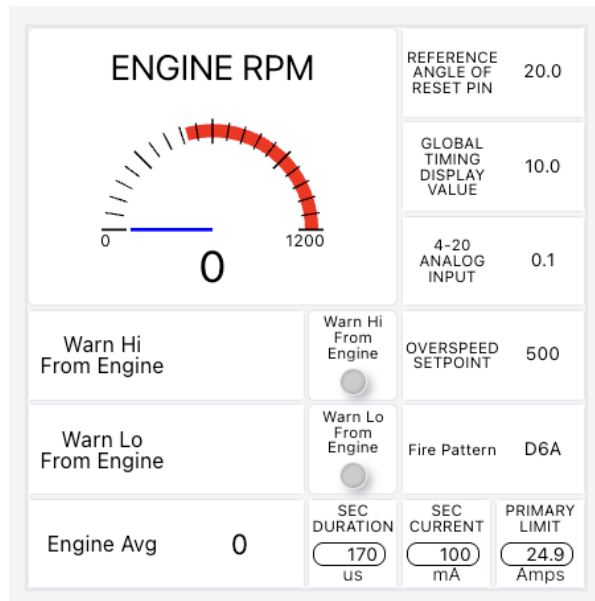 ENGINE RPM
0
1200
0
REFERENCE
ANGLE OF
RESET PIN
20.0
GLOBAL
TIMING
DISPLAY
VALUE
10.0
4-20
ANALOG
INPUT
0.1
Warn Hi
From Engine
Warn Hi
From
Engine
OVERSPEED
SETPOINT
500
Warn Lo
From Engine
Warn Lo
From
Engine
Fire Pattern
D6A
Engine Avg
0
SEC
DURATION
170
us
SEC
CURRENT
100
mA
PRIMARY
LIMIT
24.9
Amps